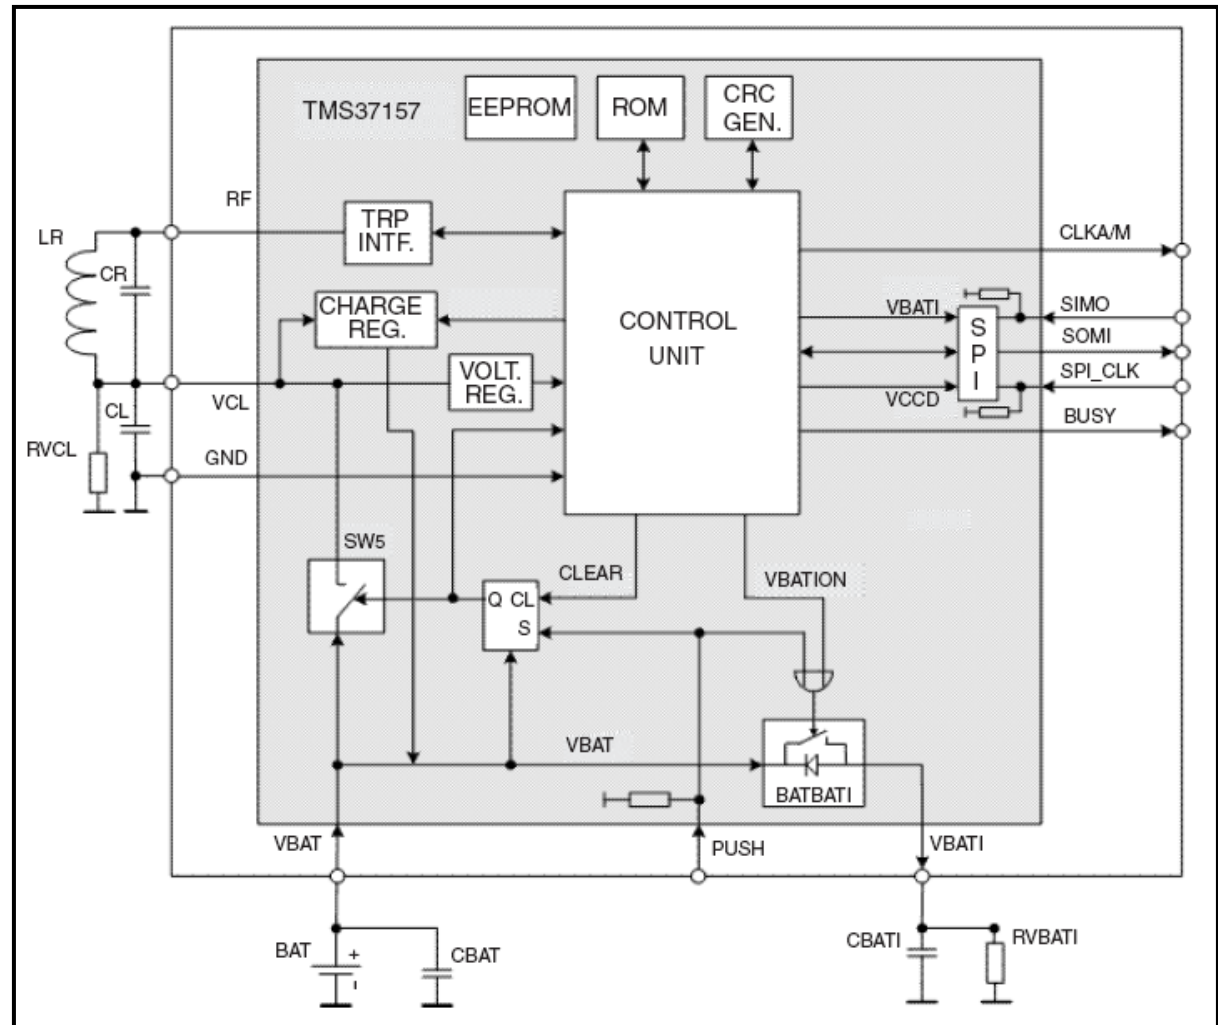 TMS37157
EEPROM
ROM
CRC
GEN.
RF
TRP
INTF.
LR
CR
CLKA/M
CHARGE
REG.
CONTROL
UNIT
VBATI
SIMO
S
P
I
SOMI
SPI_CLK
VOLT.
REG.
VCCD
VCL
CL
BUSY
RVCL
GND
SW5
CLEAR
VBATION
Q CL
S
VBAT
BATBATI
VBAT
PUSH
VBATI
BAT
+
-
CBAT
CBATI
RVBATI